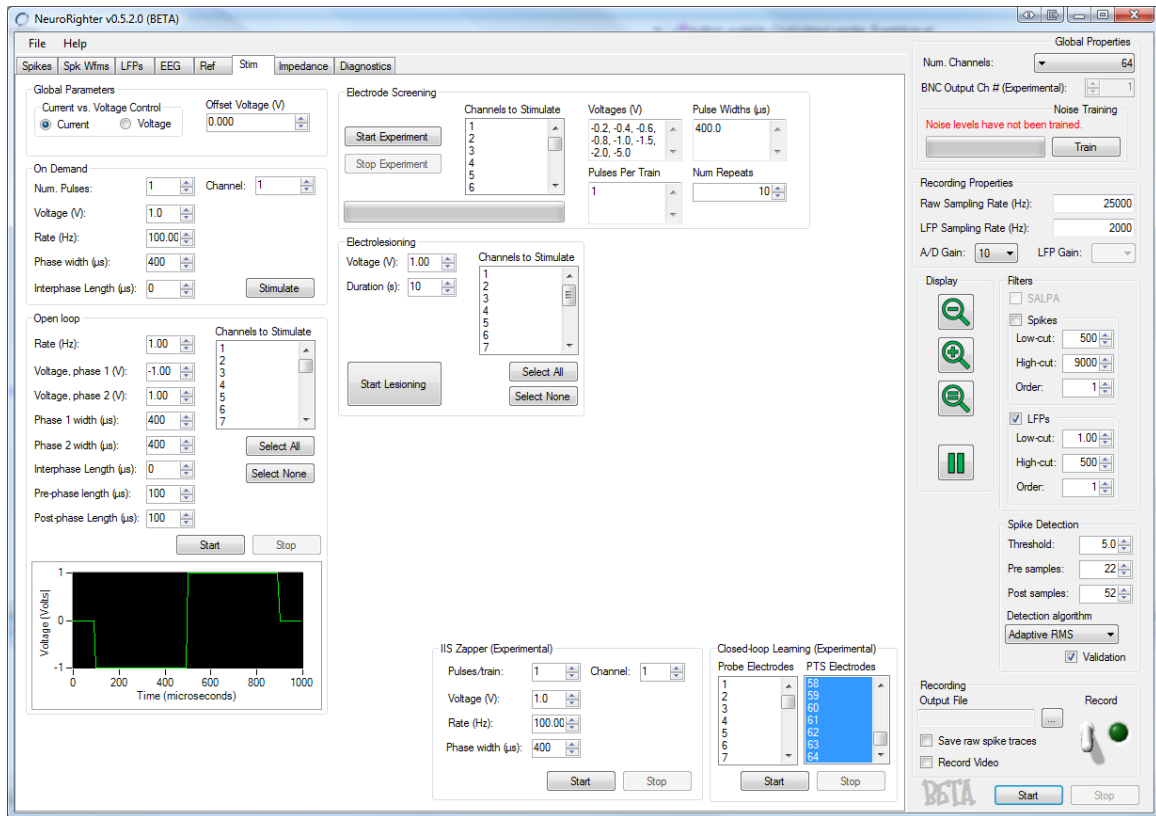 NeuroRighter v0.5.2.0 (BETA)
File Help
Spikes Spk Wfms LFPs EEG Ref Stim Impedance Diagnostics
Global Parameters
Current vs. Voltage Control
Current Voltage
Offset Voltage (V)
0.000
On Demand
Num. Pulses: 1 Channel: 1
Voltage (V): 1.0
Rate (Hz): 100.00
Phase width (µs): 400
Interphase Length (µs): 0 Stimulate
Open loop
Rate (Hz): 1.00
Voltage, phase 1 (V): -1.00
Voltage, phase 2 (V): 1.00
Phase 1 width (µs): 400
Phase 2 width (µs): 400
Interphase Length (µs): 0
Pre-phase length (µs): 100
Post-phase Length (µs): 100
Channels to Stimulate
1
2
3
4
5
6
7
Select All
Select None
Start Stop
Voltage (Volts)
1
0
-1
0 200 400 600 800 1000
Time (microseconds)
Electrode Screening
Start Experiment
Stop Experiment
Channels to Stimulate
1
2
3
4
5
6
Voltages (V)
-0.2, -0.4, -0.6,
-0.8, -1.0, -1.5,
-2.0, -5.0
Pulse Widths (µs)
400.0
Pulses Per Train
1
Num Repeats
10
Electrolesioning
Voltage (V): 1.00
Duration (s): 10
Channels to Stimulate
1
2
3
4
5
6
7
Start Lesioning
Select All
Select None
IIS Zapper (Experimental)
Pulses/train: 1 Channel: 1
Voltage (V): 1.0
Rate (Hz): 100.00
Phase width (µs): 400
Start Stop
Closed-loop Learning (Experimental)
Probe Electrodes PTS Electrodes
1 58
2 59
3 60
4 61
5 62
6 63
7 64
Start Stop
Global Properties
Num. Channels: 64
BNC Output Ch # (Experimental): 1
Noise Training
Noise levels have not been trained.
Train
Recording Properties
Raw Sampling Rate (Hz): 25000
LFP Sampling Rate (Hz): 2000
A/D Gain: 10 LFP Gain:
Display
Filters
SALPA
Spikes
Low-cut: 500
High-cut: 9000
Order: 1
LFPs
Low-cut: 1.00
High-cut: 500
Order: 1
Spike Detection
Threshold: 5.0
Pre samples: 22
Post samples: 52
Detection algorithm
Adaptive RMS
Validation
Recording
Output File Record
...
Save raw spike traces
Record Video
BETA Start Stop